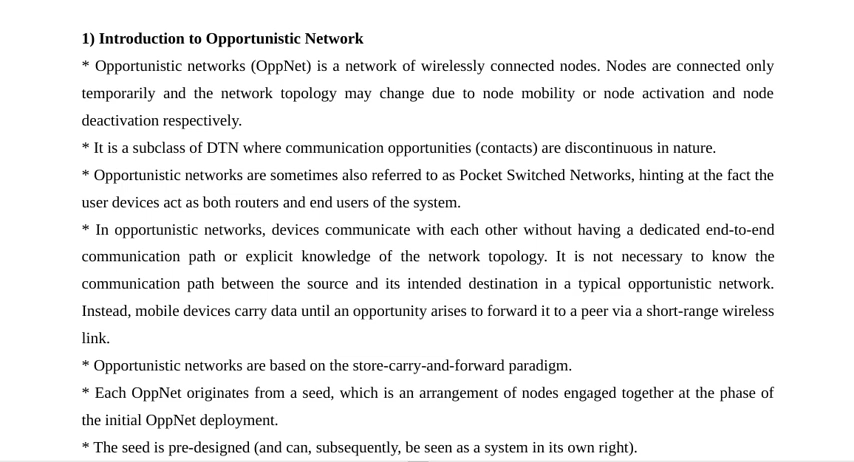 1) Introduction to Opportunistic Network
* Opportunistic networks (OppNet) is a network of wirelessly connected nodes. Nodes are connected only
temporarily and the network topology may change due to node mobility or node activation and node
deactivation respectively.
* It is a subclass of DTN where communication opportunities (contacts) are discontinuous in nature.
* Opportunistic networks are sometimes also referred to as Pocket Switched Networks, hinting at the fact the
user devices act as both routers and end users of the system.
* In opportunistic networks, devices communicate with each other without having a dedicated end-to-end
communication path or explicit knowledge of the network topology. It is not necessary to know the
communication path between the source and its intended destination in a typical opportunistic network.
Instead, mobile devices carry data until an opportunity arises to forward it to a peer via a short-range wireless
link.
* Opportunistic networks are based on the store-carry-and-forward paradigm.
* Each OppNet originates from a seed, which is an arrangement of nodes engaged together at the phase of
the initial OppNet deployment.
* The seed is pre-designed (and can, subsequently, be seen as a system in its own right).